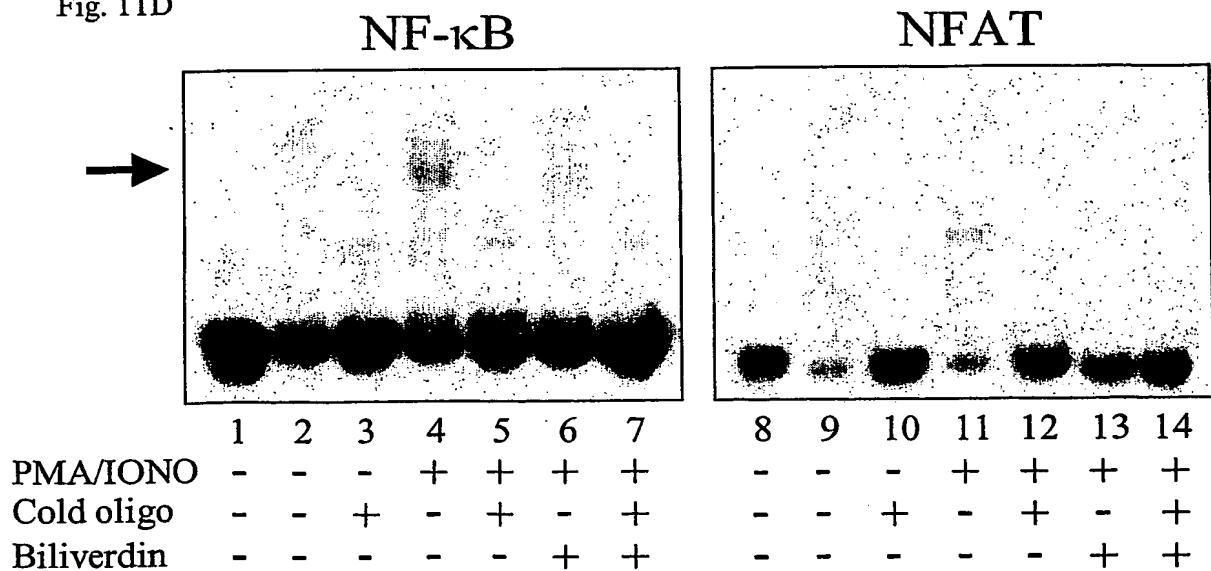 Fig. 11D
NF-κB NFAT
1 2 3 4 5 6 7 8 9 10 11 12 13 14
PMA/IONO - - - + + + + - - - + + + +
Cold oligo - - + - + - + - - + - + - +
Biliverdin - - - - - + + - - - - - + +